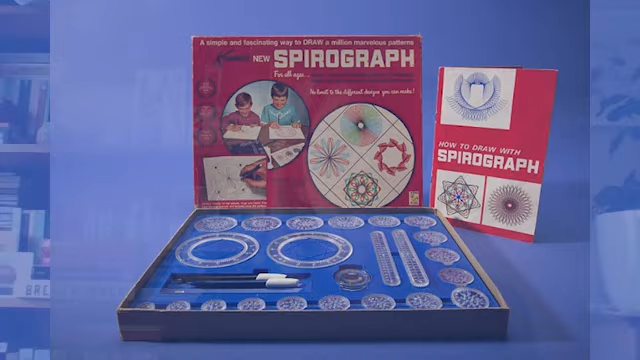 A simple and fascinating way to DRAW a million marvelous patterns
NEW SPIROGRAPH
For all ages...
No limit to the different designs you can make!
HOW TO DRAW WITH
SPIROGRAPH